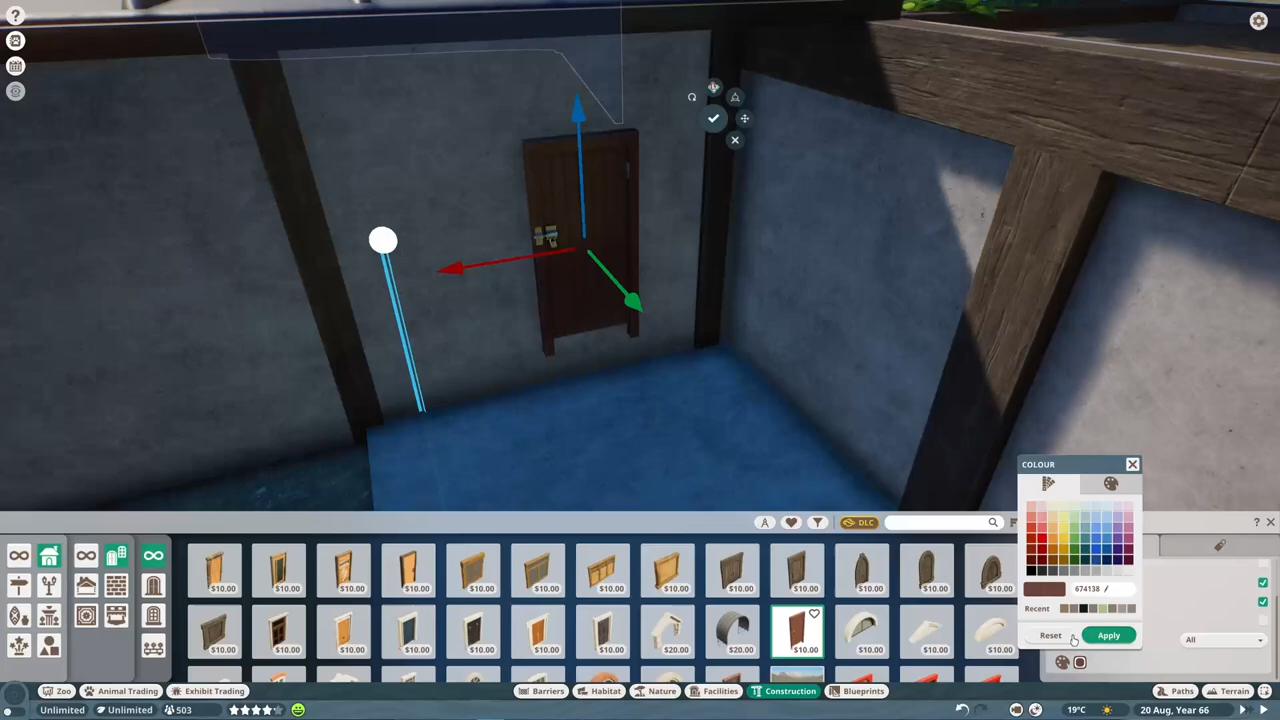 ?
DLC
? 
COLOUR
$10.00 $10.00 $10.00 $10.00 $10.00 $10.00 $10.00 $10.00 $10.00 $10.00 $10.00 $10.00 $10.00
674138 /
Recent
$10.00 $10.00 $10.00 $10.00 $10.00 $10.00 $10.00 $20.00 $20.00 $10.00 $10.00 $10.00 $10.00
Reset
Apply
All
Zoo
Animal Trading
Exhibit Trading
Barriers
Habitat
Nature
Facilities
Construction
Blueprints
Paths
Terrain
Unlimited
Unlimited
503
19°C
20 Aug, Year 66